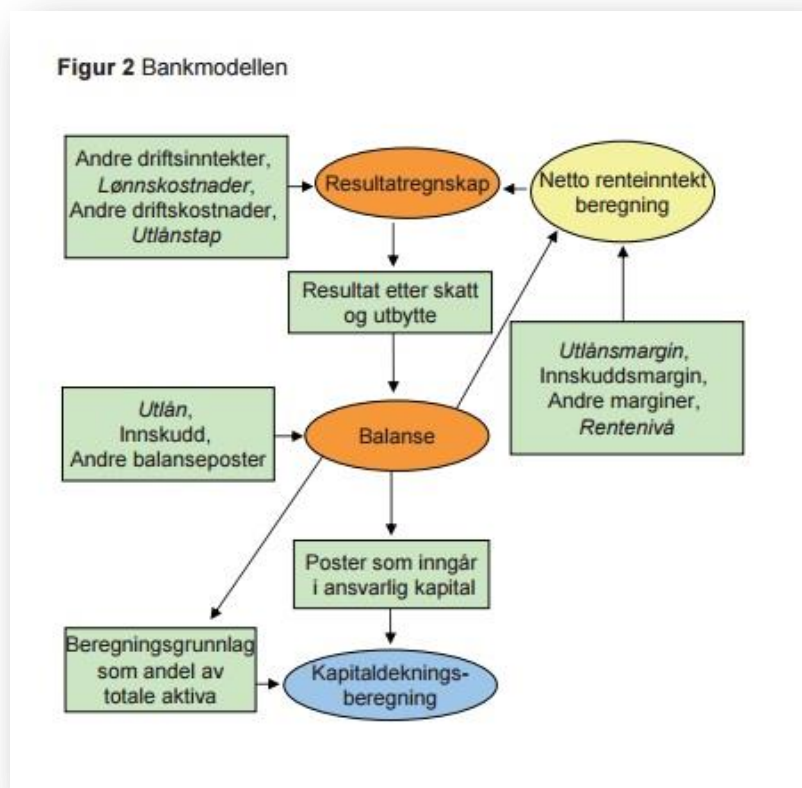 Figur 2 Bankmodellen
Andre driftsinntekter,
Lønnskostnader,
Andre driftskostnader,
Utlånstap
Resultatregnskap
Netto renteinntekt
beregning
Resultat etter skatt
og utbytte
Utlånsmargin,
Innskuddsmargin,
Andre marginer,
Rentenivå
Utlån,
Innskudd,
Andre balanseposter
Balanse
Poster som inngår
i ansvarlig kapital
Beregningsgrunnlag
som andel av
totale aktiva
Kapitaldeknings-
beregning